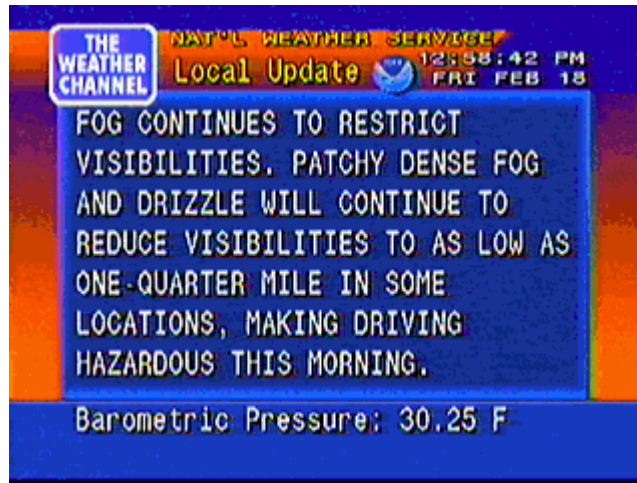 THE
WEATHER
CHANNEL
NAT'L WEATHER SERVICE
Local Update
12:58:42 PM
FRI FEB 18
FOG CONTINUES TO RESTRICT
VISIBILITIES. PATCHY DENSE FOG
AND DRIZZLE WILL CONTINUE TO
REDUCE VISIBILITIES TO AS LOW AS
ONE-QUARTER MILE IN SOME
LOCATIONS, MAKING DRIVING
HAZARDOUS THIS MORNING.
Barometric Pressure: 30.25 F